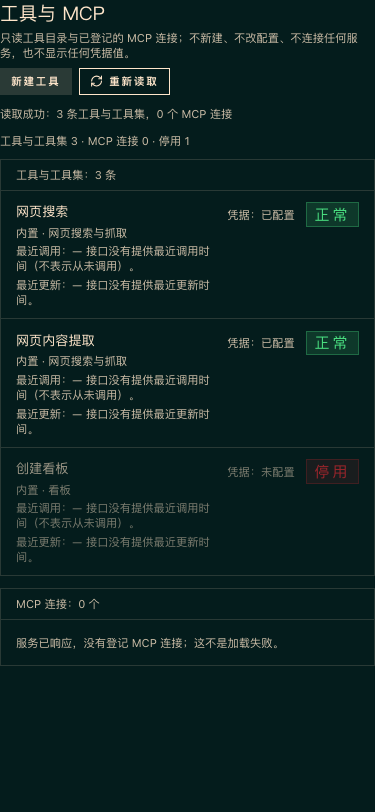 工具与 MCP
只读工具目录与已登记的 MCP 连接；不新建、不改配置、不连接任何服
务，也不显示任何凭据值。
新建工具
重新读取
读取成功：3 条工具与工具集，0 个 MCP 连接
工具与工具集 3 · MCP 连接 0 · 停用 1
工具与工具集：3 条
网页搜索
凭据：已配置
正常
内置 · 网页搜索与抓取
最近调用：— 接口没有提供最近调用时
间（不表示从未调用）。
最近更新：— 接口没有提供最近更新时
间。
网页内容提取
凭据：已配置
正常
内置 · 网页搜索与抓取
最近调用：— 接口没有提供最近调用时
间（不表示从未调用）。
最近更新：— 接口没有提供最近更新时
间。
创建看板
凭据：未配置
停用
内置 · 看板
最近调用：— 接口没有提供最近调用时
间（不表示从未调用）。
最近更新：— 接口没有提供最近更新时
间。
MCP 连接：0 个
服务已响应，没有登记 MCP 连接；这不是加载失败。